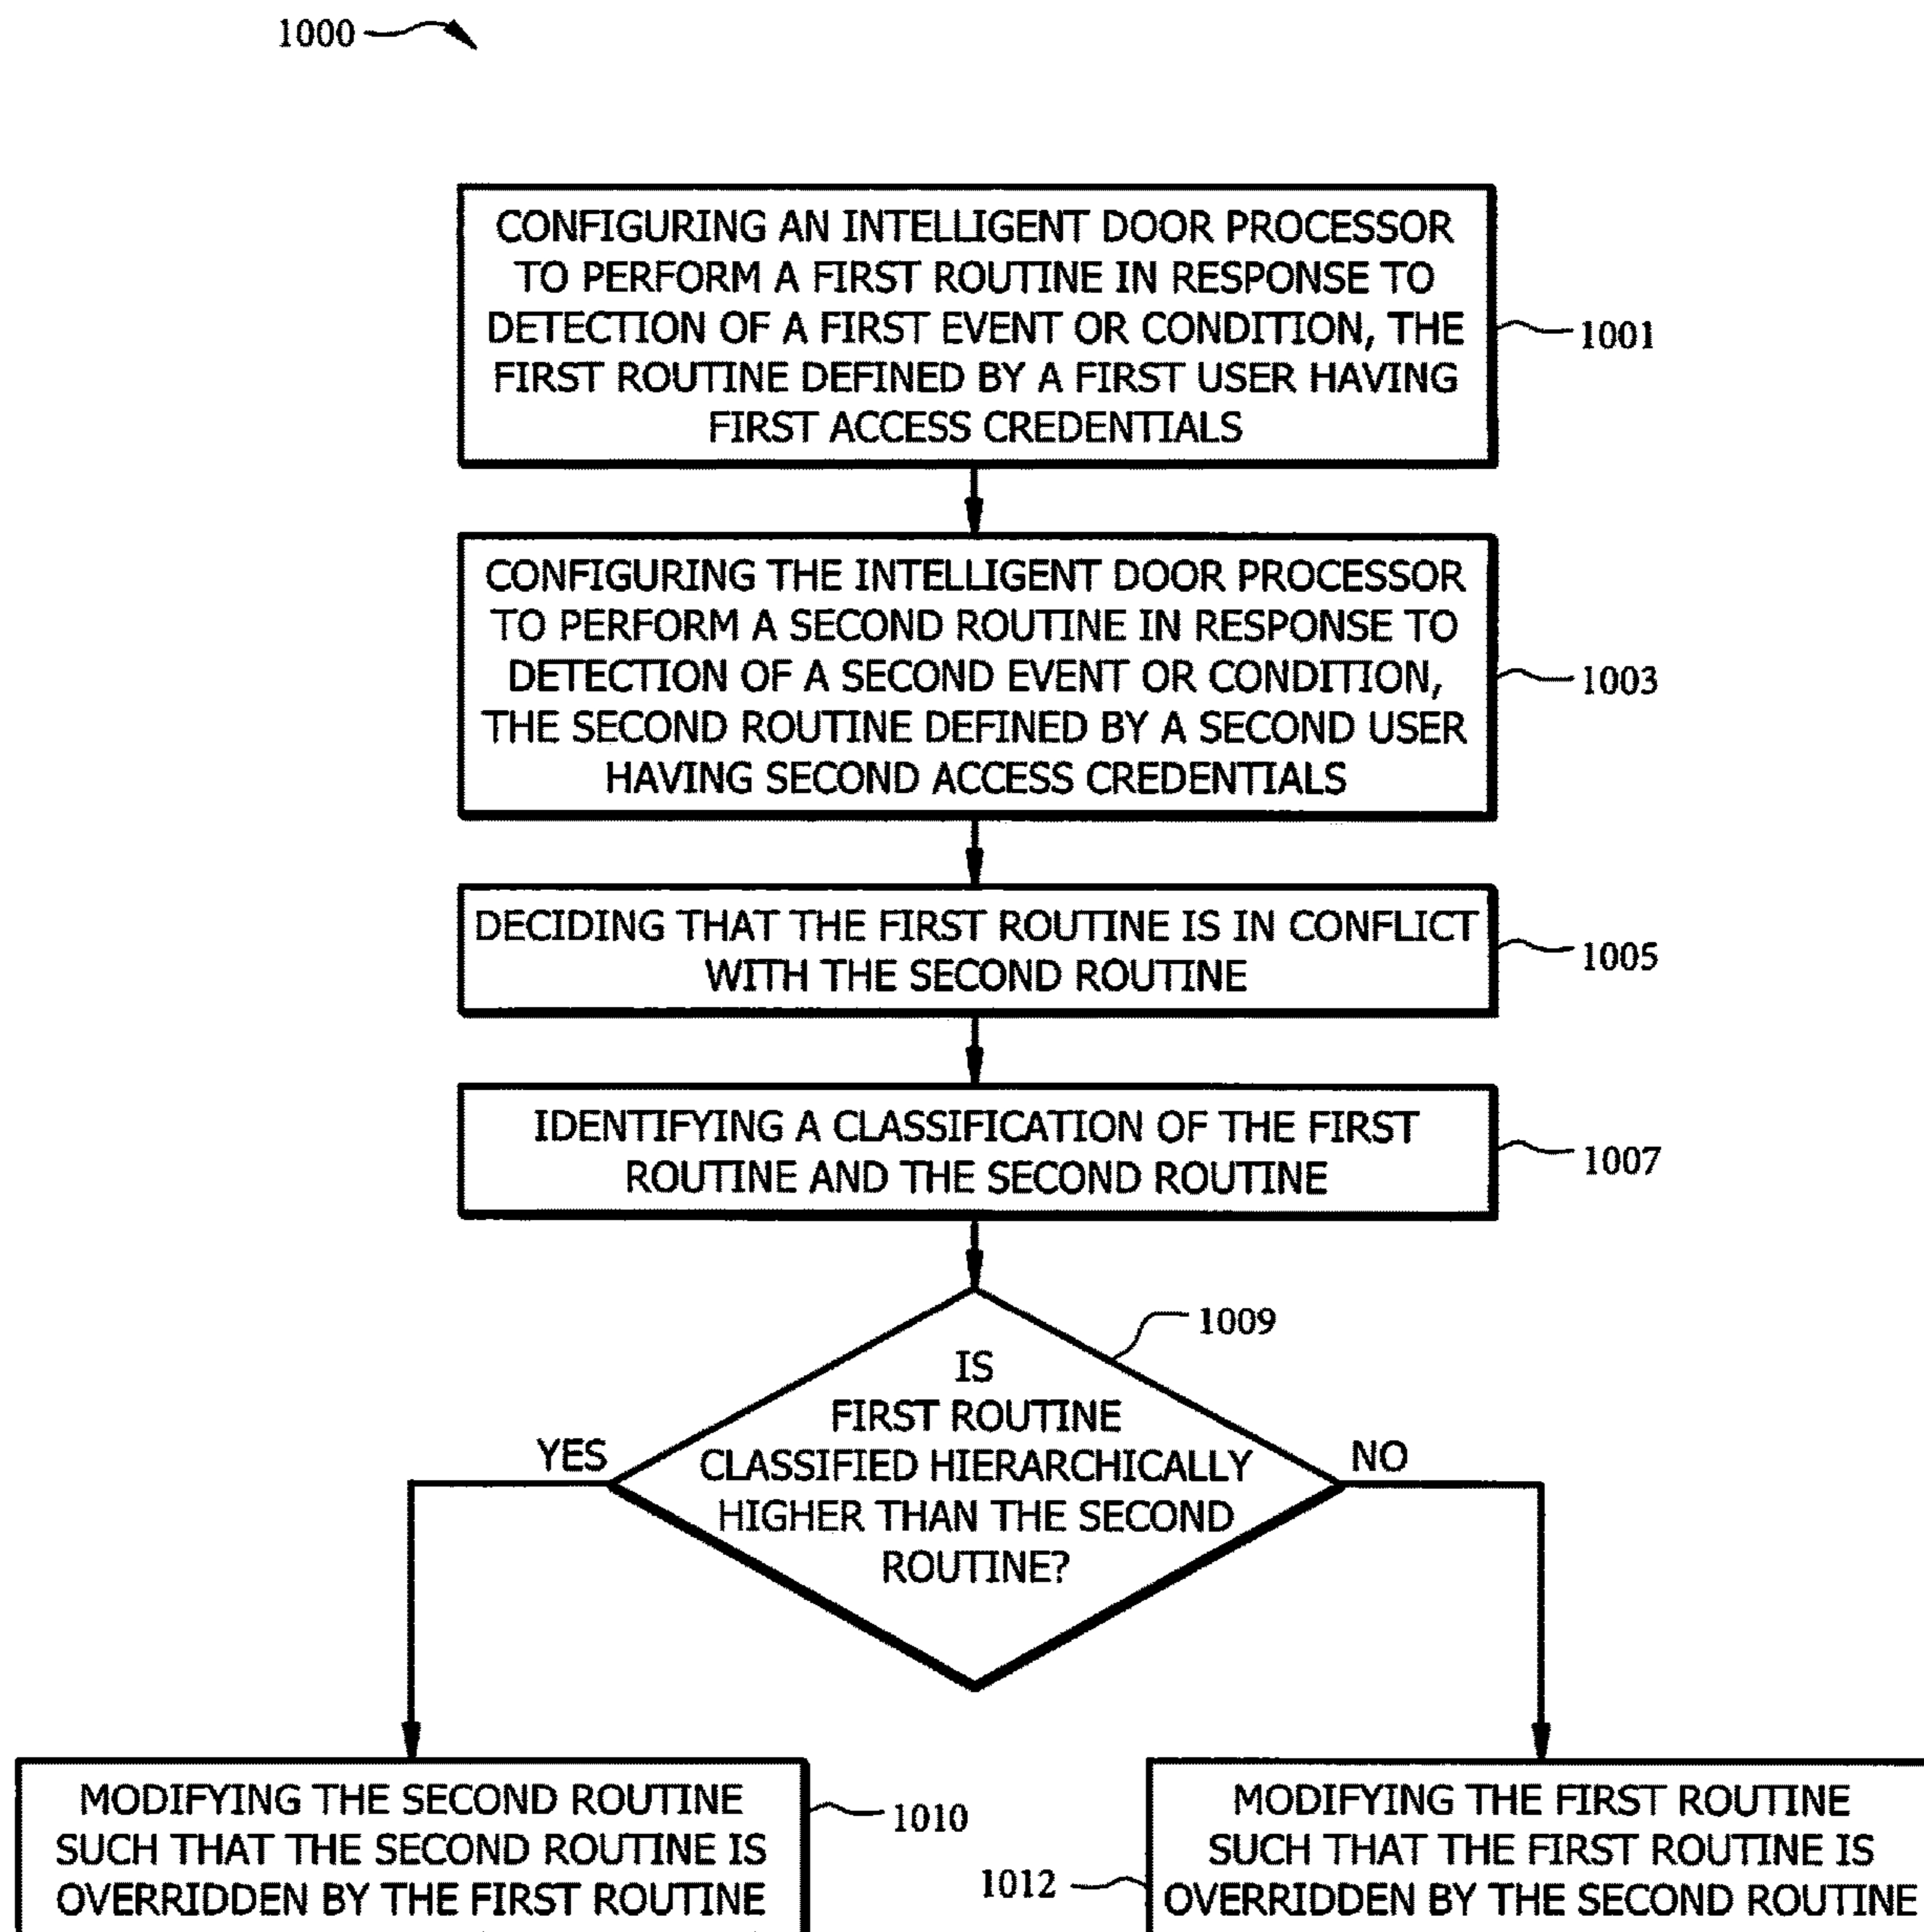 1000
CONFIGURING AN INTELLIGENT DOOR PROCESSOR
TO PERFORM A FIRST ROUTINE IN RESPONSE TO
DETECTION OF A FIRST EVENT OR CONDITION, THE
FIRST ROUTINE DEFINED BY A FIRST USER HAVING
FIRST ACCESS CREDENTIALS
1001
CONFIGURING THE INTELLIGENT DOOR PROCESSOR
TO PERFORM A SECOND ROUTINE IN RESPONSE TO
DETECTION OF A SECOND EVENT OR CONDITION,
THE SECOND ROUTINE DEFINED BY A SECOND USER
HAVING SECOND ACCESS CREDENTIALS
1003
DECIDING THAT THE FIRST ROUTINE IS IN CONFLICT
WITH THE SECOND ROUTINE
1005
IDENTIFYING A CLASSIFICATION OF THE FIRST
ROUTINE AND THE SECOND ROUTINE
1007
1009
IS
FIRST ROUTINE
CLASSIFIED HIERARCHICALLY
HIGHER THAN THE SECOND
ROUTINE?
YES
NO
MODIFYING THE SECOND ROUTINE
SUCH THAT THE SECOND ROUTINE IS
OVERRIDDEN BY THE FIRST ROUTINE
1010
MODIFYING THE FIRST ROUTINE
SUCH THAT THE FIRST ROUTINE IS
OVERRIDDEN BY THE SECOND ROUTINE
1012